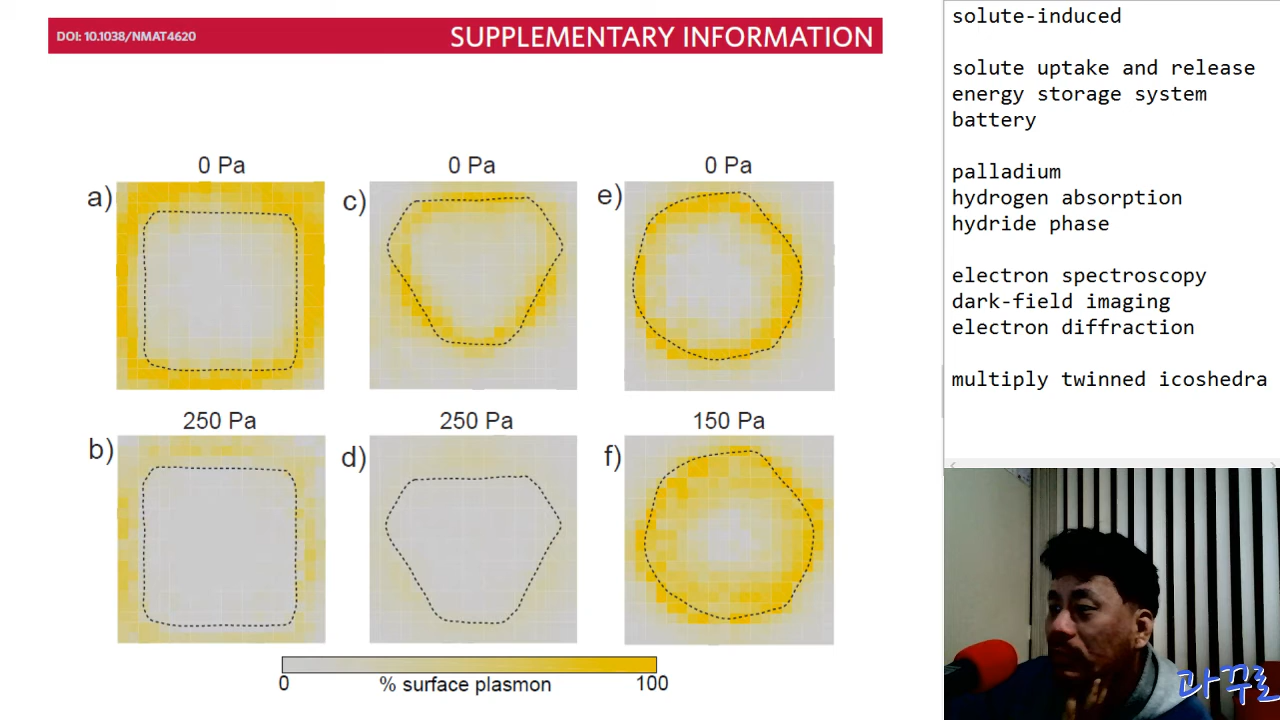 DOI: 10.1038/NMAT4620
SUPPLEMENTARY INFORMATION
0 Pa
0 Pa
0 Pa
a)
c)
e)
250 Pa
250 Pa
150 Pa
b)
d)
f)
0
% surface plasmon
100
solute-induced
solute uptake and release
energy storage system
battery
palladium
hydrogen absorption
hydride phase
electron spectroscopy
dark-field imaging
electron diffraction
multiply twinned icoshedra
과꾸로